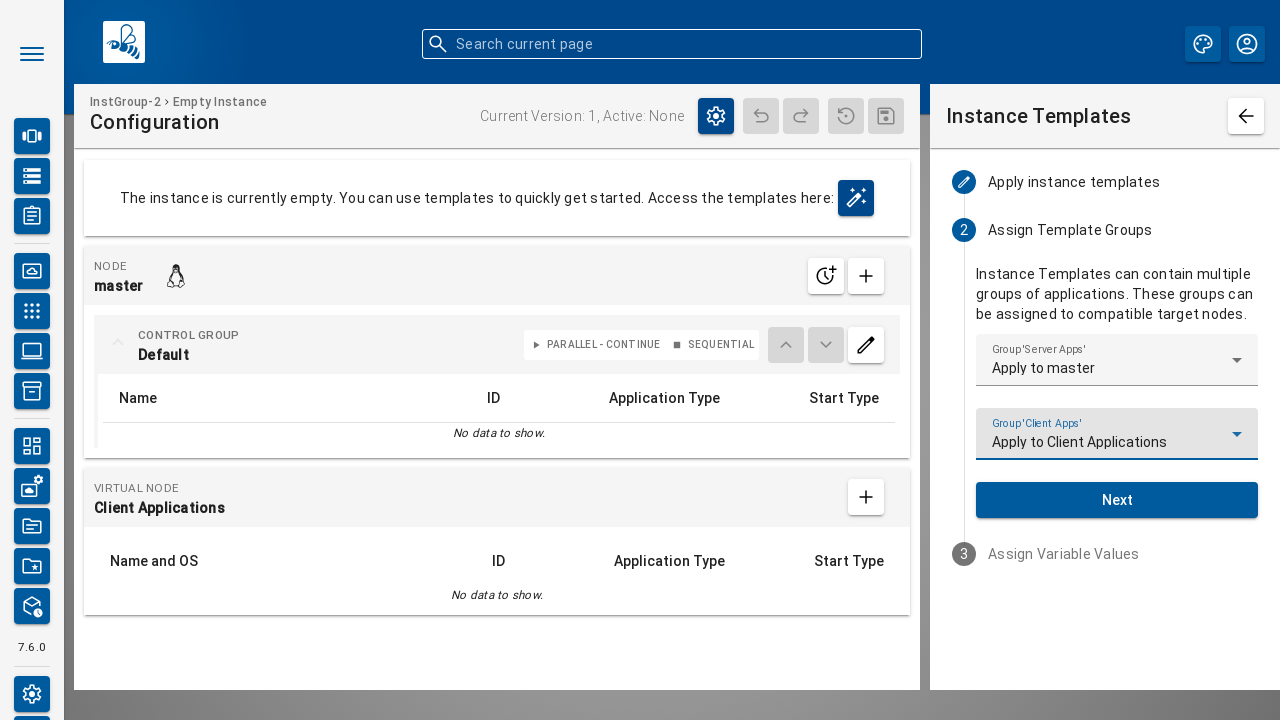 Search current page
InstGroup-2 › Empty Instance
Configuration
Current Version: 1, Active: None
The instance is currently empty. You can use templates to quickly get started. Access the templates here:
NODE
master
CONTROL GROUP
Default
PARALLEL - CONTINUE
SEQUENTIAL
Name ID Application Type Start Type
No data to show.
VIRTUAL NODE
Client Applications
Name and OS ID Application Type Start Type
No data to show.
7.6.0
Instance Templates
Apply instance templates
2 Assign Template Groups
Instance Templates can contain multiple
groups of applications. These groups can
be assigned to compatible target nodes.
Group 'Server Apps'
Apply to master
Group 'Client Apps'
Apply to Client Applications
Next
3 Assign Variable Values